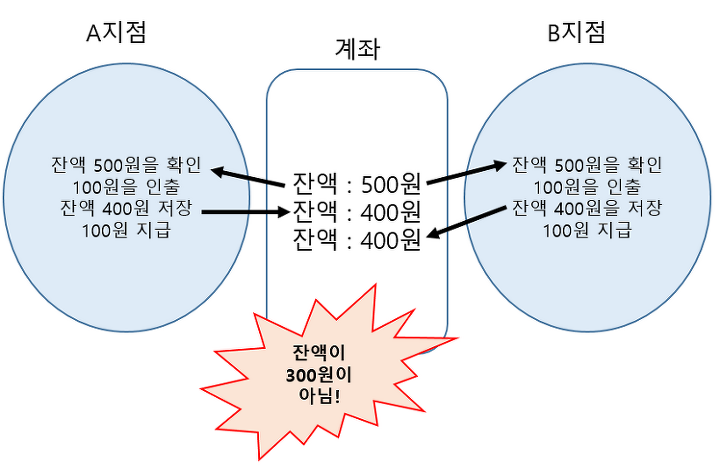 A지점
계좌
B지점
잔액 500원을 확인
100원을 인출
잔액 400원 저장
100원 지급
잔액 : 500원
잔액 : 400원
잔액 : 400원
잔액 500원을 확인
100원을 인출
잔액 400원을 저장
100원 지급
잔액이
300원이
아님!